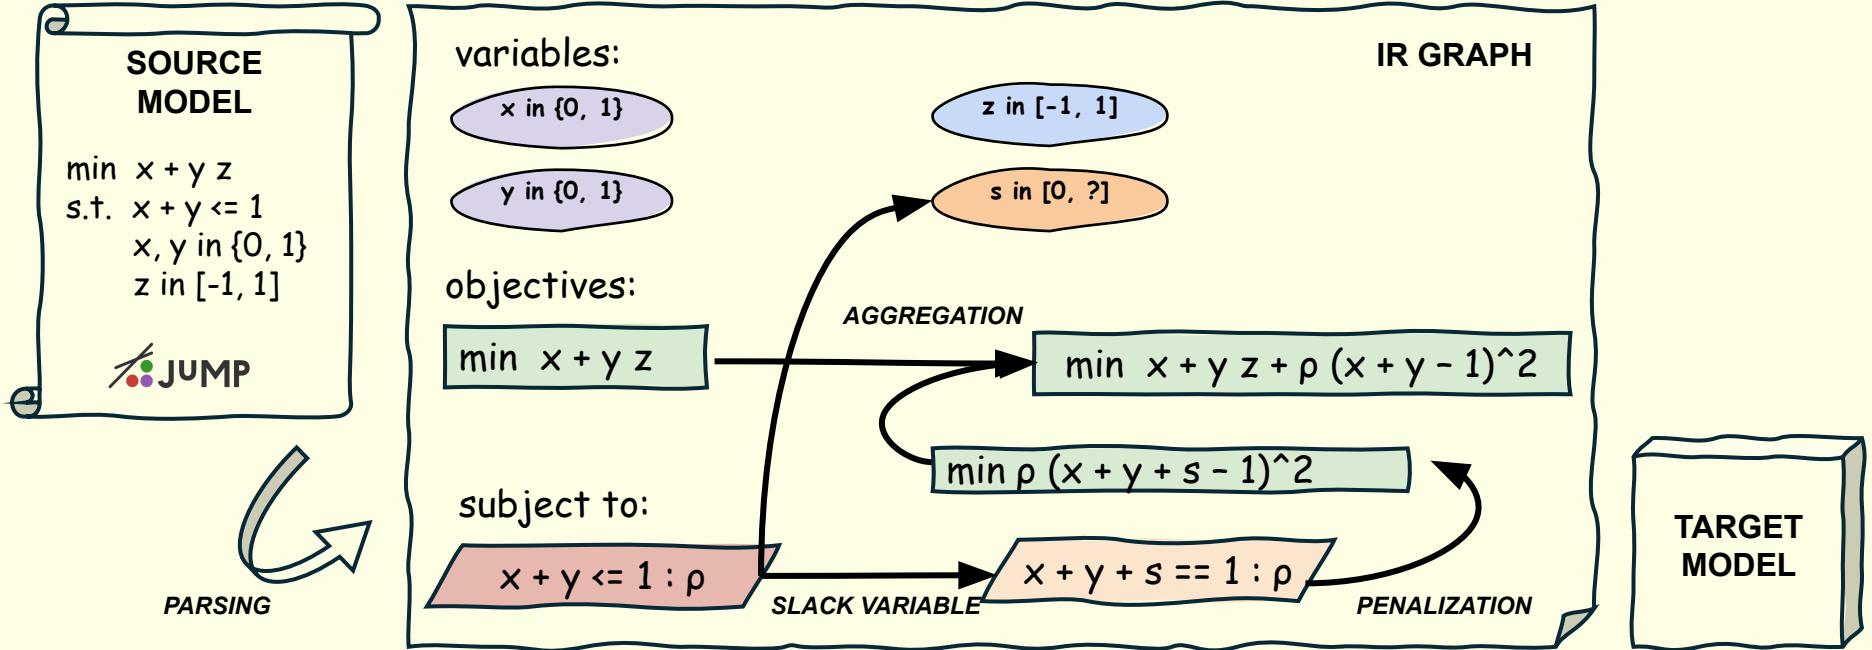 SOURCE
MODEL
min x + y z
s.t. x + y <= 1
x, y in {0, 1}
z in [-1, 1]
JUMP
PARSING
IR GRAPH
variables:
x in {0, 1}
z in [-1, 1]
y in {0, 1}
s in [0, ?]
objectives:
AGGREGATION
min x + y z
min x + y z + ρ (x + y - 1)^2
min ρ (x + y + s - 1)^2
subject to:
x + y <= 1 : ρ
x + y + s == 1 : ρ
SLACK VARIABLE
PENALIZATION
TARGET
MODEL